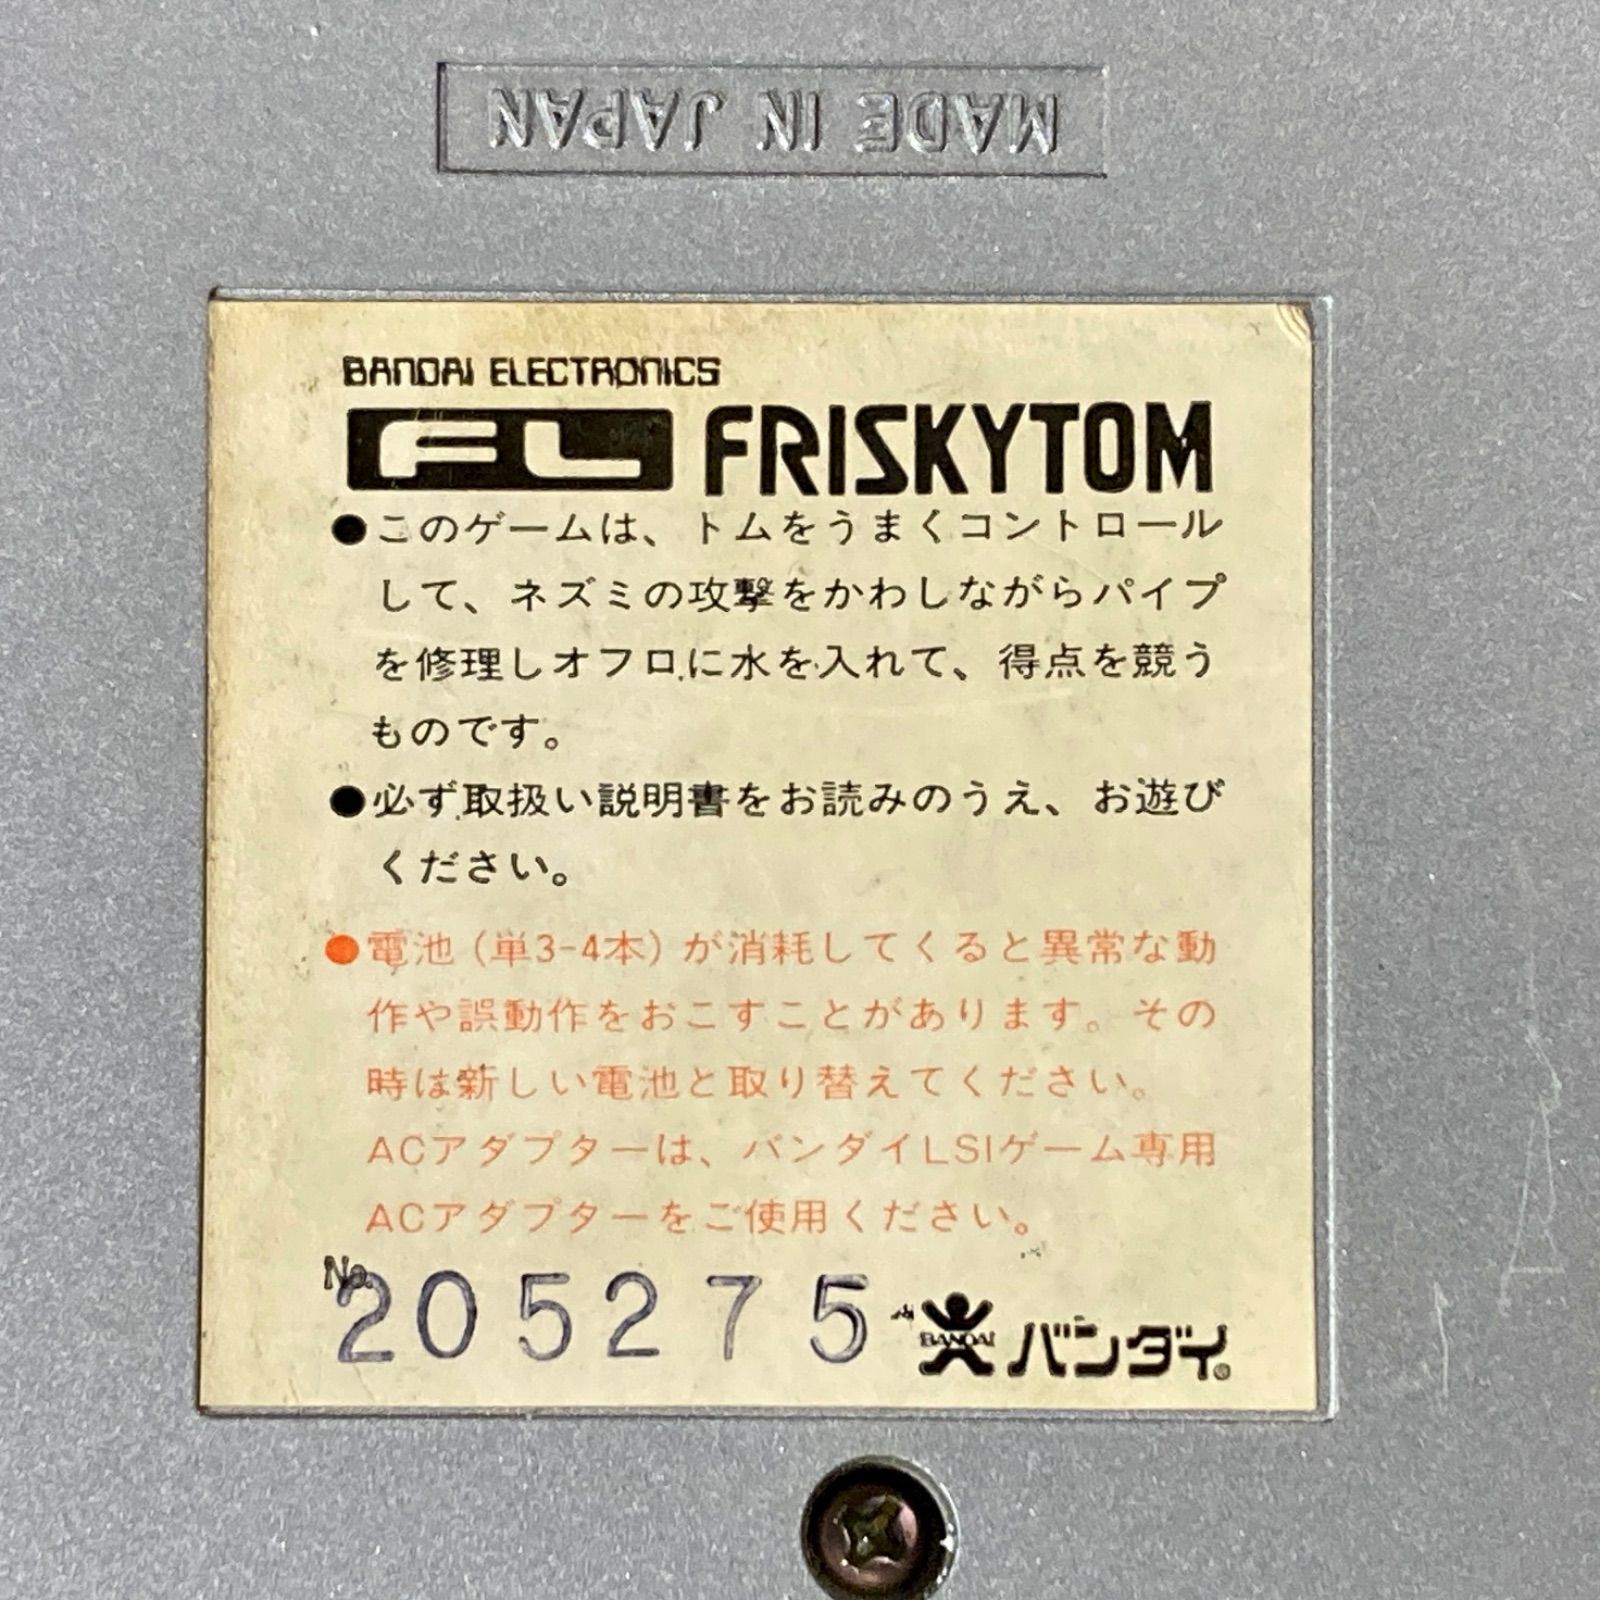 MADE IN JAPAN
BANDAI ELECTRONICS
FL FRISKYTOM
●このゲームは、トムをうまくコントロール
して、ネズミの攻撃をかわしながらパイプ
を修理しオフロに水を入れて、得点を競う
ものです。
●必ず取扱い説明書をお読みのうえ、お遊び
ください。
●電池(単3-4本)が消耗してくると異常な動
作や誤動作をおこすことがあります。その
時は新しい電池と取り替えてください。
ACアダプターは、バンダイLSIゲーム専用
ACアダプターをご使用ください。
No. 205275
BANDAI バンダイ®